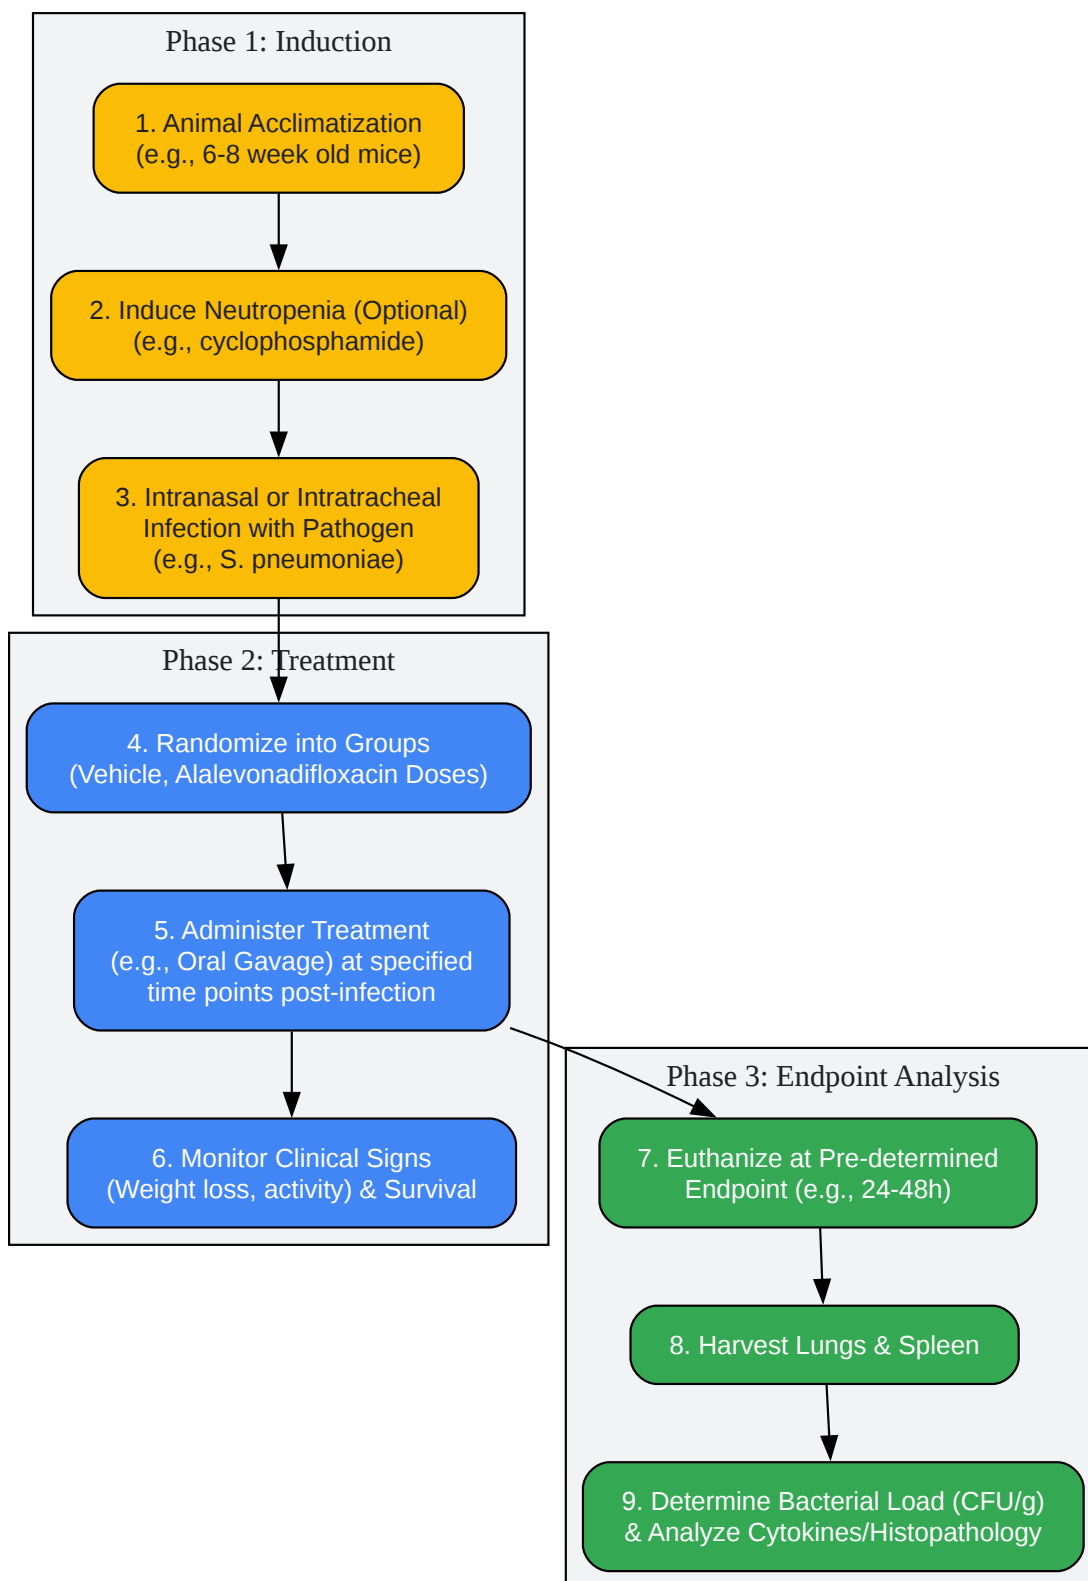 Phase 1: Induction
1. Animal Acclimatization
(e.g., 6-8 week old mice)
2. Induce Neutropenia (Optional)
(e.g., cyclophosphamide)
3. Intranasal or Intratracheal
Infection with Pathogen
(e.g., S. pneumoniae)
Phase 2: Treatment
4. Randomize into Groups
(Vehicle, Alalevonadifloxacin Doses)
5. Administer Treatment
(e.g., Oral Gavage) at specified
time points post-infection
6. Monitor Clinical Signs
(Weight loss, activity) & Survival
Phase 3: Endpoint Analysis
7. Euthanize at Pre-determined
Endpoint (e.g., 24-48h)
8. Harvest Lungs & Spleen
9. Determine Bacterial Load (CFU/g)
& Analyze Cytokines/Histopathology